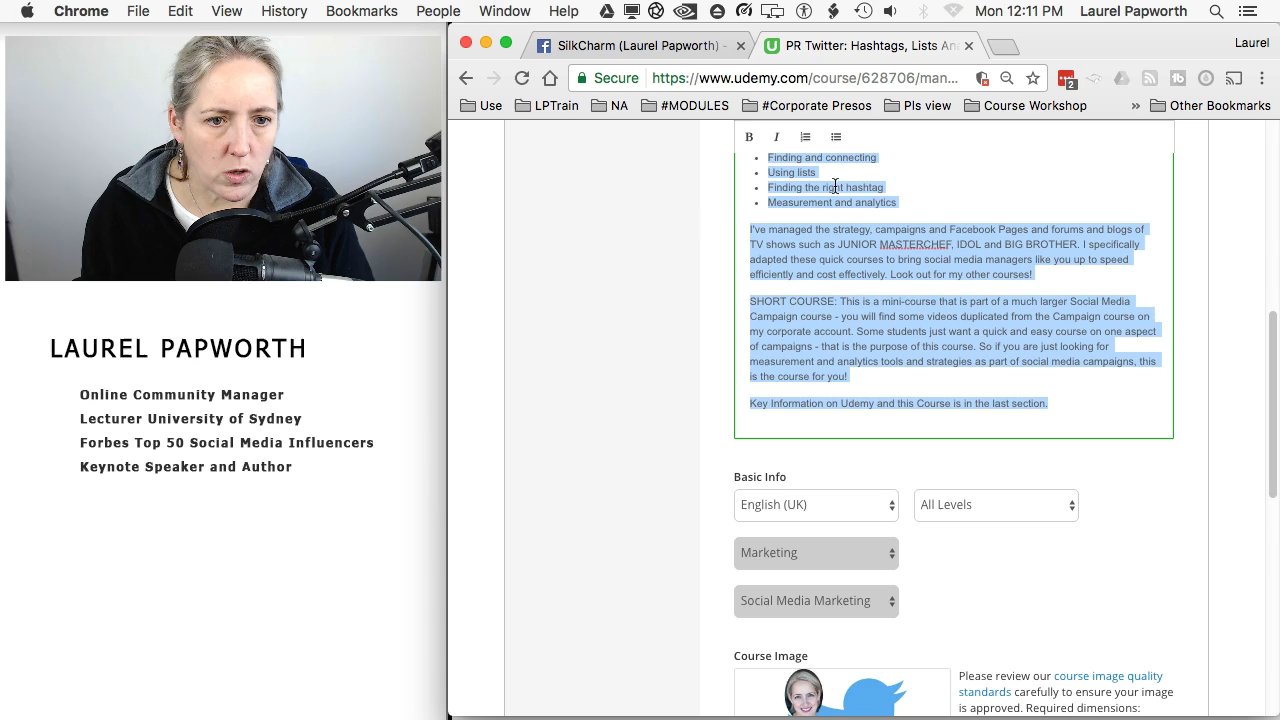 Chrome File Edit View History Bookmarks People Window Help Mon 12:11 PM Laurel Papworth
SilkCharm (Laurel Papworth) - PR Twitter: Hashtags, Lists An Laurel
Secure https://www.udemy.com/course/628706/man... 2
Use LPTrain NA #MODULES #Corporate Presos Pls view Course Workshop » Other Bookmarks
B I
Finding and connecting
Using lists
Finding the right hashtag
Measurement and analytics
I've managed the strategy, campaigns and Facebook Pages and forums and blogs of
TV shows such as JUNIOR MASTERCHEF, IDOL and BIG BROTHER. I specifically
adapted these quick courses to bring social media managers like you up to speed
efficiently and cost effectively. Look out for my other courses!
SHORT COURSE: This is a mini-course that is part of a much larger Social Media
Campaign course - you will find some videos duplicated from the Campaign course on
my corporate account. Some students just want a quick and easy course on one aspect
of campaigns - that is the purpose of this course. So if you are just looking for
measurement and analytics tools and strategies as part of social media campaigns, this
is the course for you!
Key Information on Udemy and this Course is in the last section.
Basic Info
English (UK) All Levels
Marketing
Social Media Marketing
Course Image
Please review our course image quality
standards carefully to ensure your image
is approved. Required dimensions:
LAUREL PAPWORTH
Online Community Manager
Lecturer University of Sydney
Forbes Top 50 Social Media Influencers
Keynote Speaker and Author